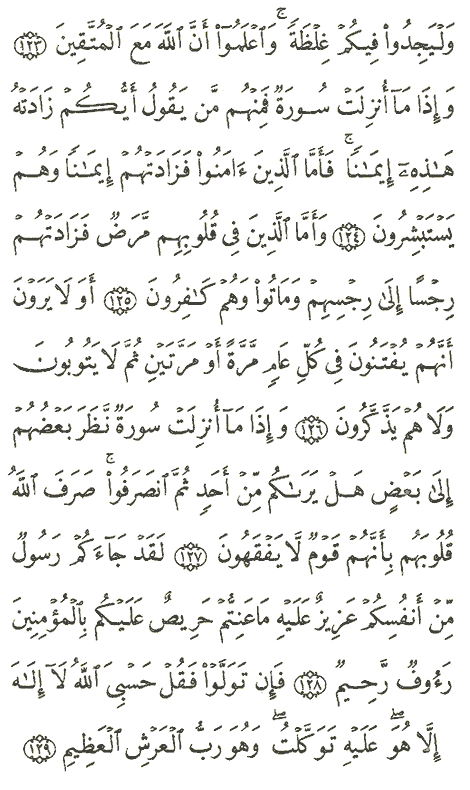 وَلۡيَجِدُواْ فِيكُمۡ غِلۡظَةٗۚ وَٱعۡلَمُوٓاْ أَنَّ ٱللَّهَ مَعَ ٱلۡمُتَّقِينَ ١٢٣
وَإِذَا مَآ أُنزِلَتۡ سُورَةٞ فَمِنۡهُم مَّن يَقُولُ أَيُّكُمۡ زَادَتۡهُ
هَٰذِهِۦٓ إِيمَٰنٗاۚ فَأَمَّا ٱلَّذِينَ ءَامَنُواْ فَزَادَتۡهُمۡ إِيمَٰنٗا وَهُمۡ
يَسۡتَبۡشِرُونَ ١٢٤ وَأَمَّا ٱلَّذِينَ فِي قُلُوبِهِم مَّرَضٞ فَزَادَتۡهُمۡ
رِجۡسًا إِلَىٰ رِجۡسِهِمۡ وَمَاتُواْ وَهُمۡ كَٰفِرُونَ ١٢٥ أَوَلَا يَرَوۡنَ
أَنَّهُمۡ يُفۡتَنُونَ فِي كُلِّ عَامٖ مَّرَّةً أَوۡ مَرَّتَيۡنِ ثُمَّ لَا يَتُوبُونَ
وَلَا هُمۡ يَذَّكَّرُونَ ١٢٦ وَإِذَا مَآ أُنزِلَتۡ سُورَةٞ نَّظَرَ بَعۡضُهُمۡ
إِلَىٰ بَعۡضٍ هَلۡ يَرَىٰكُم مِّنۡ أَحَدٖ ثُمَّ ٱنصَرَفُواْۚ صَرَفَ ٱللَّهُ
قُلُوبَهُم بِأَنَّهُمۡ قَوۡمٞ لَّا يَفۡقَهُونَ ١٢٧ لَقَدۡ جَآءَكُمۡ رَسُولٞ
مِّنۡ أَنفُسِكُمۡ عَزِيزٌ عَلَيۡهِ مَا عَنِتُّمۡ حَرِيصٌ عَلَيۡكُم بِٱلۡمُؤۡمِنِينَ
رَءُوفٞ رَّحِيمٞ ١٢٨ فَإِن تَوَلَّوۡاْ فَقُلۡ حَسۡبِيَ ٱللَّهُ لَآ إِلَٰهَ
إِلَّا هُوَۖ عَلَيۡهِ تَوَكَّلۡتُۖ وَهُوَ رَبُّ ٱلۡعَرۡشِ ٱلۡعَظِيمِ ١٢٩